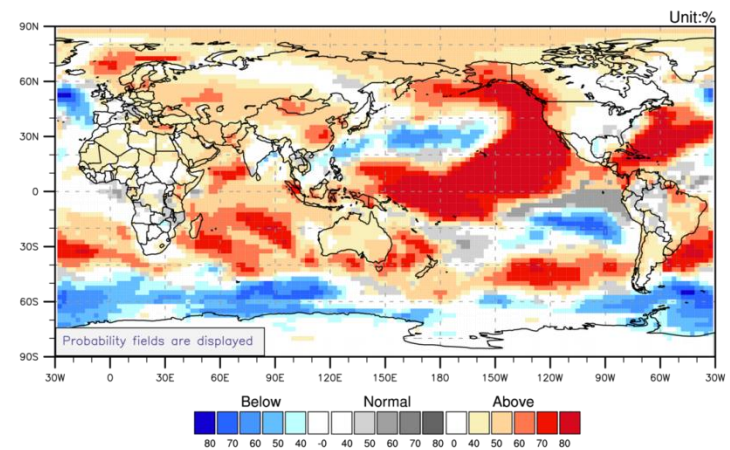 Unit:%
90N
60N
30N
0
30S
60S
90S
Probability fields are displayed
30W 0 30E 60E 90E 120E 150E 180 150W 120W 90W 60W 30W
Below Normal Above
80 70 60 50 40 -0 40 50 60 70 80 0 40 50 60 70 80